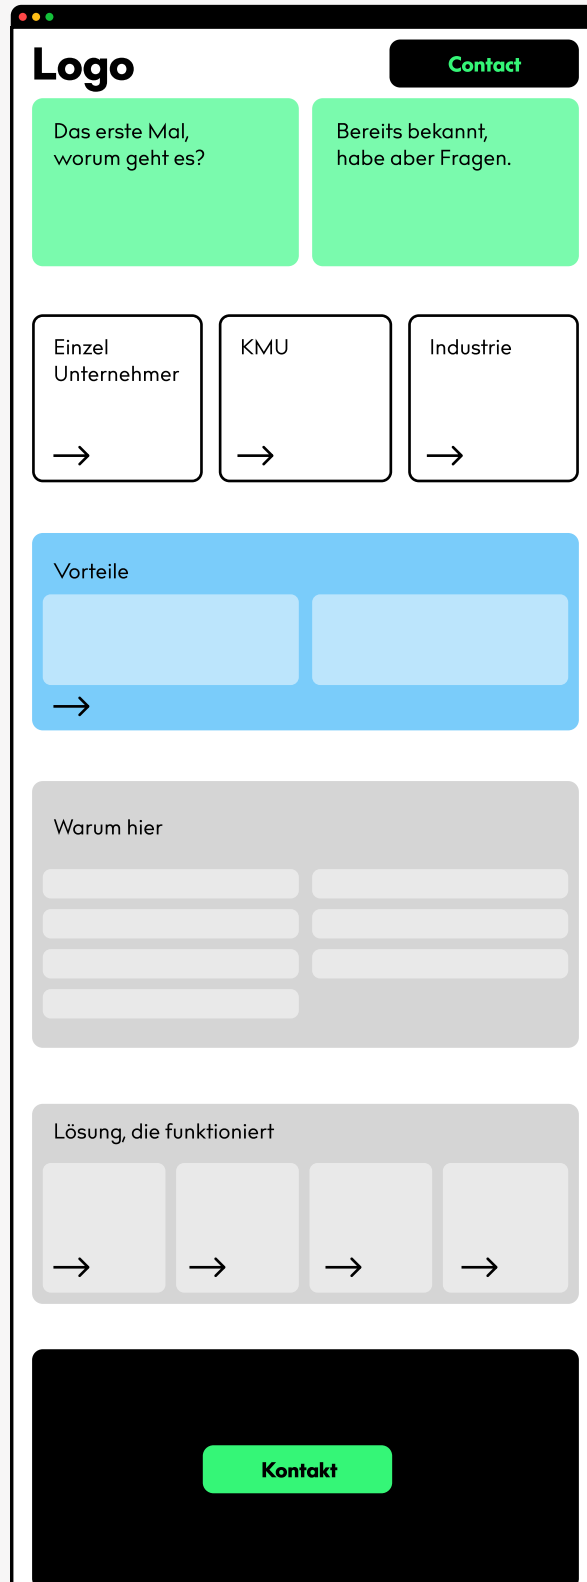 Logo
Contact
Das erste Mal,
worum geht es?
Bereits bekannt,
habe aber Fragen.
Einzel
Unternehmer
KMU
Industrie
Vorteile
Warum hier
Lösung, die funktioniert
Kontakt